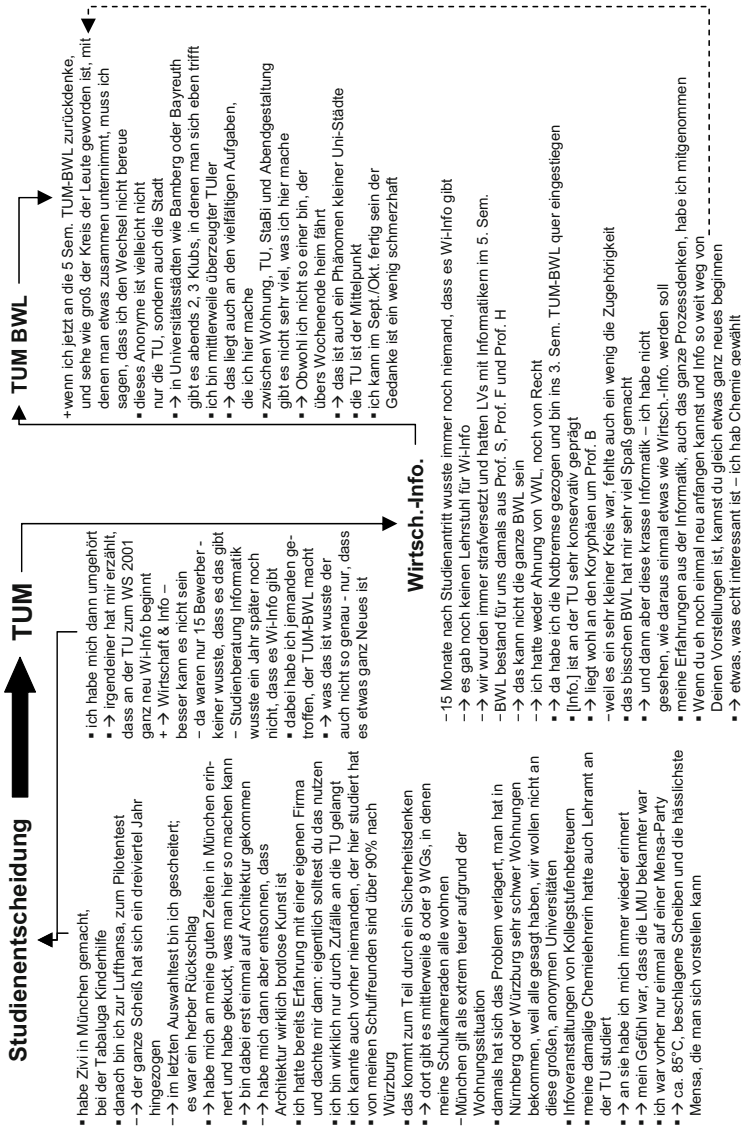 Studienentscheidung
TUM
▪ habe Zivi in München gemacht,
bei der Tabaluga Kinderhilfe
▪ danach bin ich zur Lufthansa, zum Pilotentest
–→ der ganze Scheiß hat sich ein dreiviertel Jahr
hingezogen
–→ im letzten Auswahltest bin ich gescheitert;
es war ein herber Rückschlag
▪ habe mich an meine guten Zeiten in München erin-
nert und habe gekuckt, was man hier so machen kann
▪ bin dabei erst einmal auf Architektur gekommen
–→ habe mich dann aber entsonnen, dass
Architektur wirklich brotlose Kunst ist
▪ ich hatte bereits Erfahrung mit einer eigenen Firma
und dachte mir dann: eigentlich solltest du das nutzen
▪ ich bin wirklich nur durch Zufälle an die TU gelangt
▪ ich kannte auch vorher niemanden, der hier studiert hat
▪ von meinen Schulfreunden sind über 90% nach
Würzburg
▪ das kommt zum Teil durch ein Sicherheitsdenken
▪ → dort gibt es mittlerweile 8 oder 9 WGs, in denen
meine Schulkameraden alle wohnen
–München gilt als extrem teuer aufgrund der
Wohnungssituation
▪ damals hat sich das Problem verlagert, man hat in
Nürnberg oder Würzburg sehr schwer Wohnungen
bekommen, weil alle gesagt haben, wir wollen nicht an
diese großen, anonymen Universitäten
▪ Infoveranstaltungen von Kollegstufenbetreuern
▪ meine damalige Chemielehrerin hatte auch Lehramt an
der TU studiert
▪ → an sie habe ich mich immer wieder erinnert
▪ → mein Gefühl war, dass die LMU bekannter war
▪ ich war vorher nur einmal auf einer Mensa-Party
▪ → ca. 85°C, beschlagene Scheiben und die hässlichste
Mensa, die man sich vorstellen kann
▪ ich habe mich dann umgehört
▪ → irgendeiner hat mir erzählt,
dass an der TU zum WS 2001
ganz neu Wi-Info beginnt
+ → Wirtschaft & Info –
besser kann es nicht sein
– da waren nur 15 Bewerber -
keiner wusste, dass es das gibt
– Studienberatung Informatik
wusste ein Jahr später noch
nicht, dass es Wi-Info gibt
▪ dabei habe ich jemanden ge-
troffen, der TUM-BWL macht
▪ → was das ist wusste der
auch nicht so genau - nur, dass
es etwas ganz Neues ist
Wirtsch.-Info.
–15 Monate nach Studienantritt wusste immer noch niemand, dass es Wi-Info gibt
–→ es gab noch keinen Lehrstuhl für Wi-Info
–→ wir wurden immer strafversetzt und hatten LVs mit Informatikern im 5. Sem.
–BWL bestand für uns damals aus Prof. S, Prof. F und Prof. H
–→ das kann nicht die ganze BWL sein
–→ ich hatte weder Ahnung von VWL, noch von Recht
▪ → da habe ich die Notbremse gezogen und bin ins 3. Sem. TUM-BWL quer eingestiegen
▪ [Info.] ist an der TU sehr konservativ geprägt
▪ → liegt wohl an den Koryphäen um Prof. B
–weil es ein sehr kleiner Kreis war, fehlte auch ein wenig die Zugehörigkeit
▪ das bisschen BWL hat mir sehr viel Spaß gemacht
▪ → und dann aber diese krasse Informatik – ich habe nicht
gesehen, wie daraus einmal etwas wie Wirtsch.-Info. werden soll
▪ meine Erfahrungen aus der Informatik, auch das ganze Prozessdenken, habe ich mitgenommen
▪ Wenn du eh noch einmal neu anfangen kannst und Info so weit weg von
Deinen Vorstellungen ist, kannst du gleich etwas ganz neues beginnen
▪ → etwas, was echt interessant ist – ich hab Chemie gewählt
TUM BWL
+wenn ich jetzt an die 5 Sem. TUM-BWL zurückdenke,
und sehe wie groß der Kreis der Leute geworden ist, mit
denen man etwas zusammen unternimmt, muss ich
sagen, dass ich den Wechsel nicht bereue
▪ dieses Anonyme ist vielleicht nicht
nur die TU, sondern auch die Stadt
▪ → in Universitätsstädten wie Bamberg oder Bayreuth
gibt es abends 2, 3 Klubs, in denen man sich eben trifft
▪ ich bin mittlerweile überzeugter TUler
▪ → das liegt auch an den vielfältigen Aufgaben,
die ich hier mache
▪ zwischen Wohnung, TU, StaBi und Abendgestaltung
gibt es nicht sehr viel, was ich hier mache
▪ → Obwohl ich nicht so einer bin, der
übers Wochenende heim fährt
▪ → das ist auch ein Phänomen kleiner Uni-Städte
▪ die TU ist der Mittelpunkt
▪ ich kann im Sept./Okt. fertig sein der
Gedanke ist ein wenig schmerzhaft